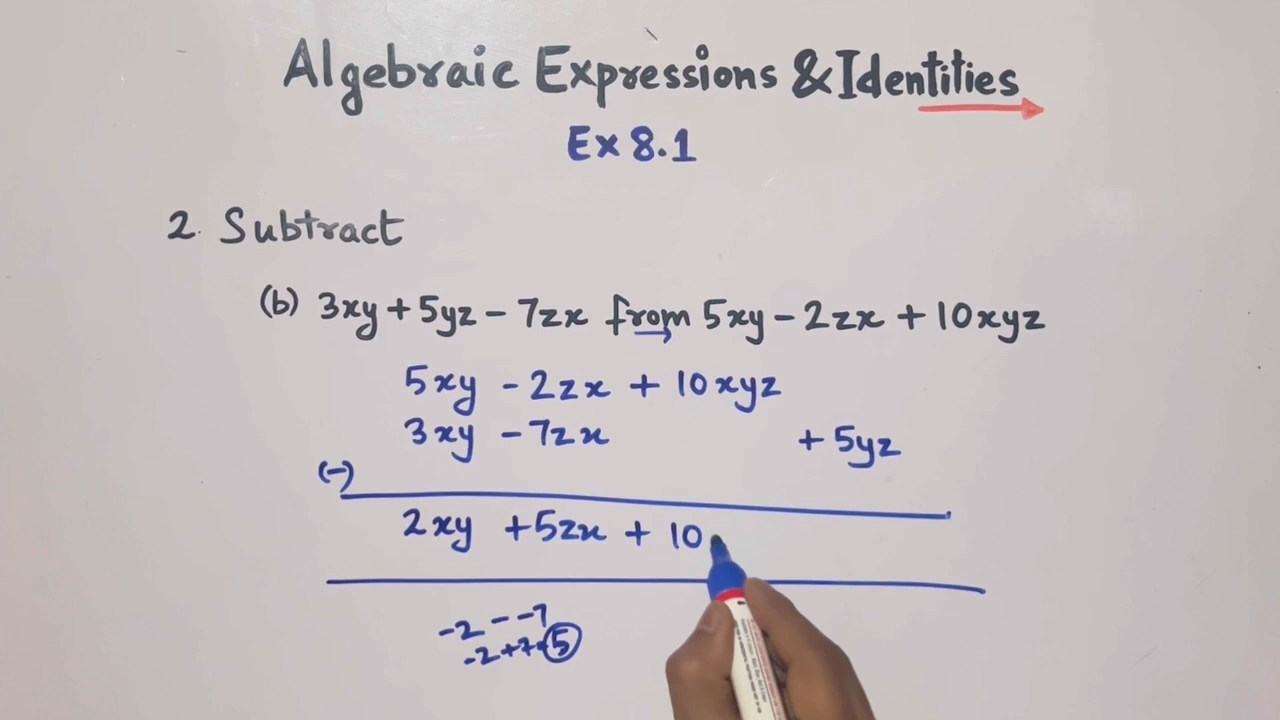 Algebraic Expressions & Identities
Ex 8.1
2. Subtract
(b) 3xy + 5yz - 7zx from 5xy - 2zx + 10xyz
5xy - 2zx + 10xyz
3xy - 7zx + 5yz
(-)
2xy + 5zx + 10
-2 - -7
-2 + 7 = 5